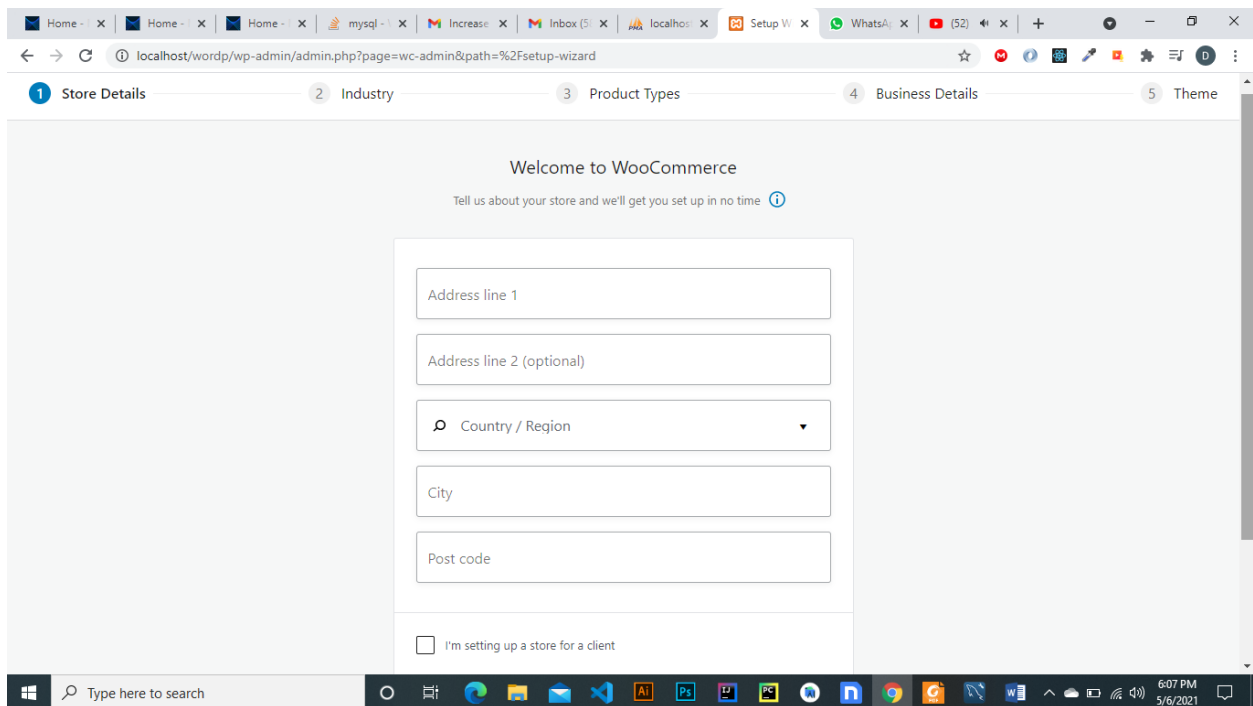 Home -
Home -
Home -
mysql -
Increase
Inbox (5
localhos
Setup W
WhatsA
(52)
localhost/wordp/wp-admin/admin.php?page=wc-admin&path=%2Fsetup-wizard
D
1 Store Details
2 Industry
3 Product Types
4 Business Details
5 Theme
Welcome to WooCommerce
Tell us about your store and we'll get you set up in no time
Address line 1
Address line 2 (optional)
Country / Region
City
Post code
I'm setting up a store for a client
Type here to search
6:07 PM
5/6/2021